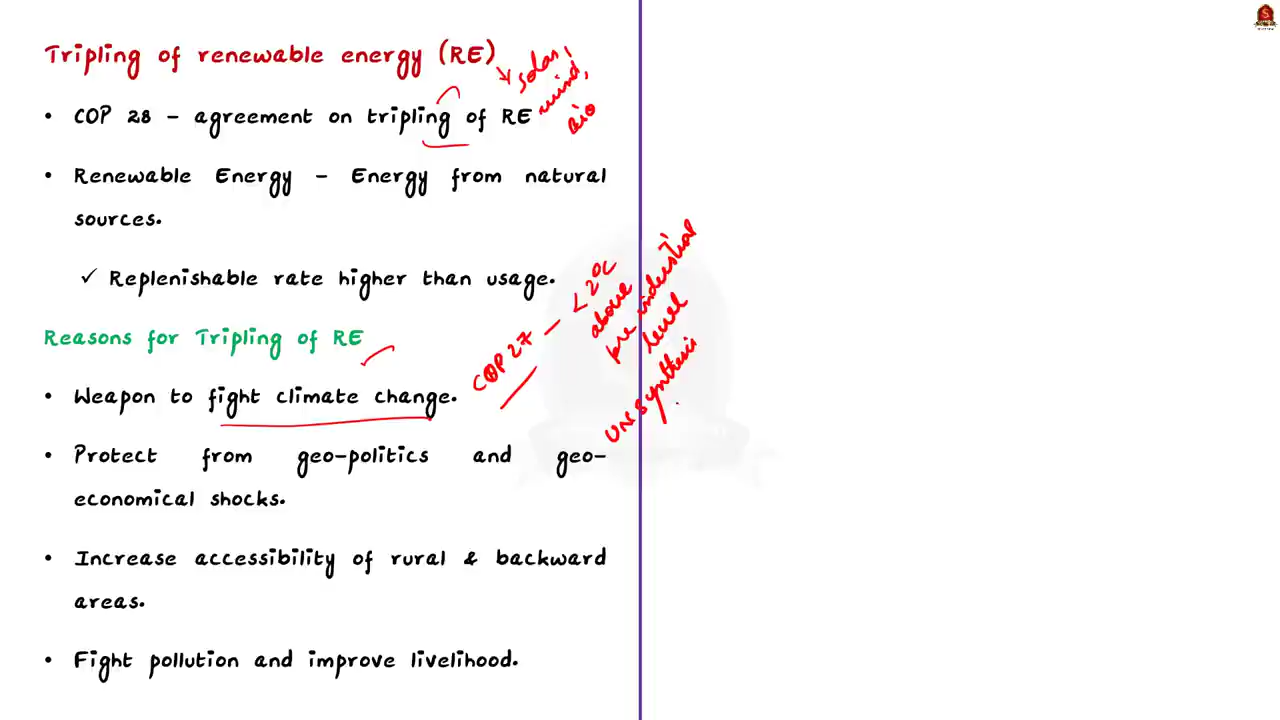 Tripling of renewable energy (RE)
solar,
wind,
bio
• COP 28 - agreement on tripling of RE
• Renewable Energy - Energy from natural
sources.
✓ Replenishable rate higher than usage.
Reasons for Tripling of RE
COP 27 - <2°C
above
pre industrial
level
UN synthesis
• Weapon to fight climate change.
• Protect from geo-politics and geo-
economical shocks.
• Increase accessibility of rural & backward
areas.
• Fight pollution and improve livelihood.